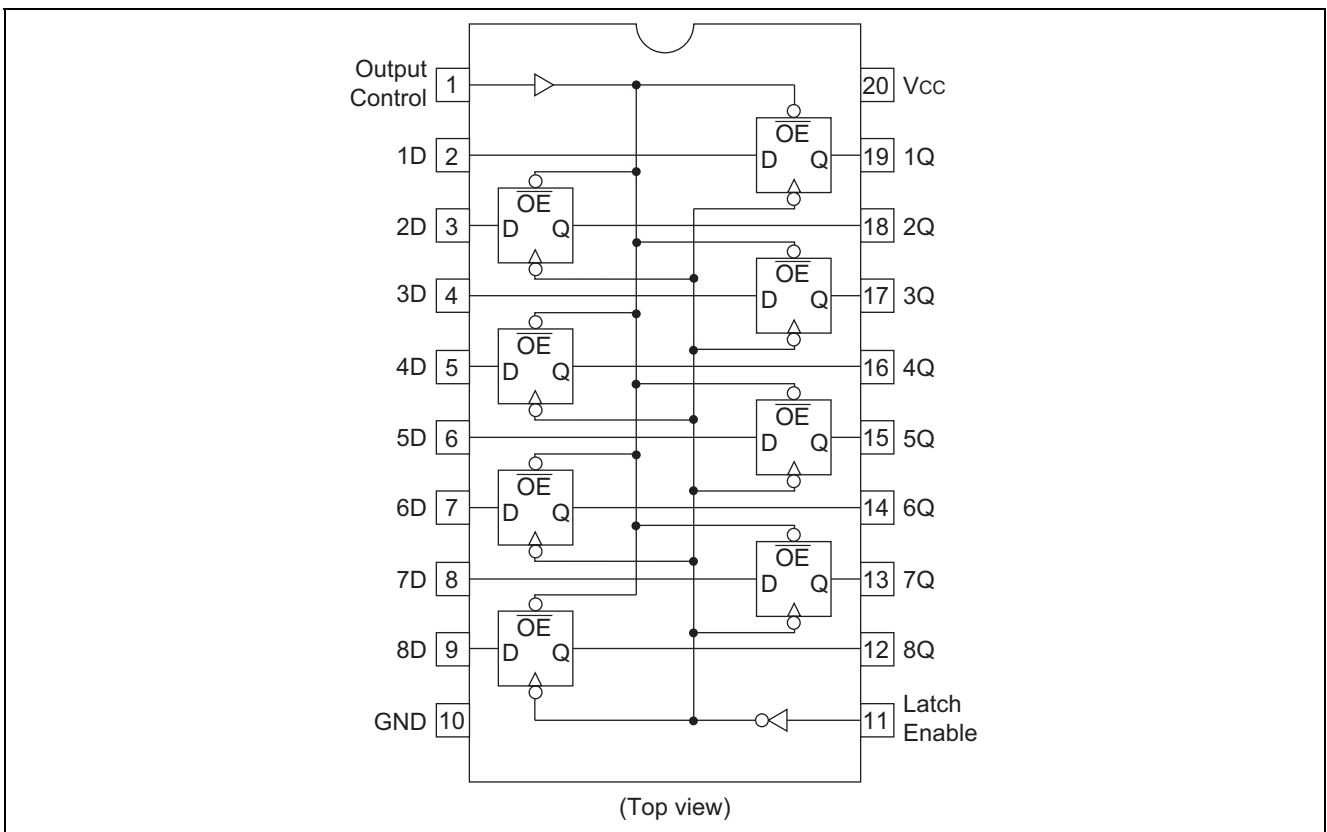 Output
Control
1
20
VCC
OE
1D
2
D
Q
19
1Q
OE
2D
3
D
Q
18
2Q
OE
3D
4
D
Q
17
3Q
OE
4D
5
D
Q
16
4Q
OE
5D
6
D
Q
15
5Q
OE
6D
7
D
Q
14
6Q
OE
7D
8
D
Q
13
7Q
OE
8D
9
D
Q
12
8Q
GND
10
11
Latch
Enable
(Top view)